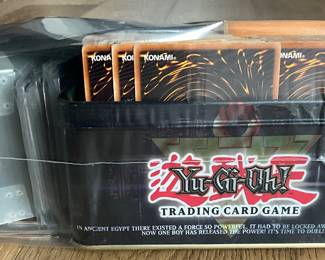 KONAMI
KONAMI
KONAMI
KONAMI
遊戯王
Yu-Gi-Oh!
TRADING CARD GAME
IN ANCIENT EGYPT THERE EXISTED A FORCE SO POWERFUL, IT HAD TO BE LOCKED AWAY
NOW ONE BOY HAS RELEASED THE POWER! IT'S TIME TO DUEL!